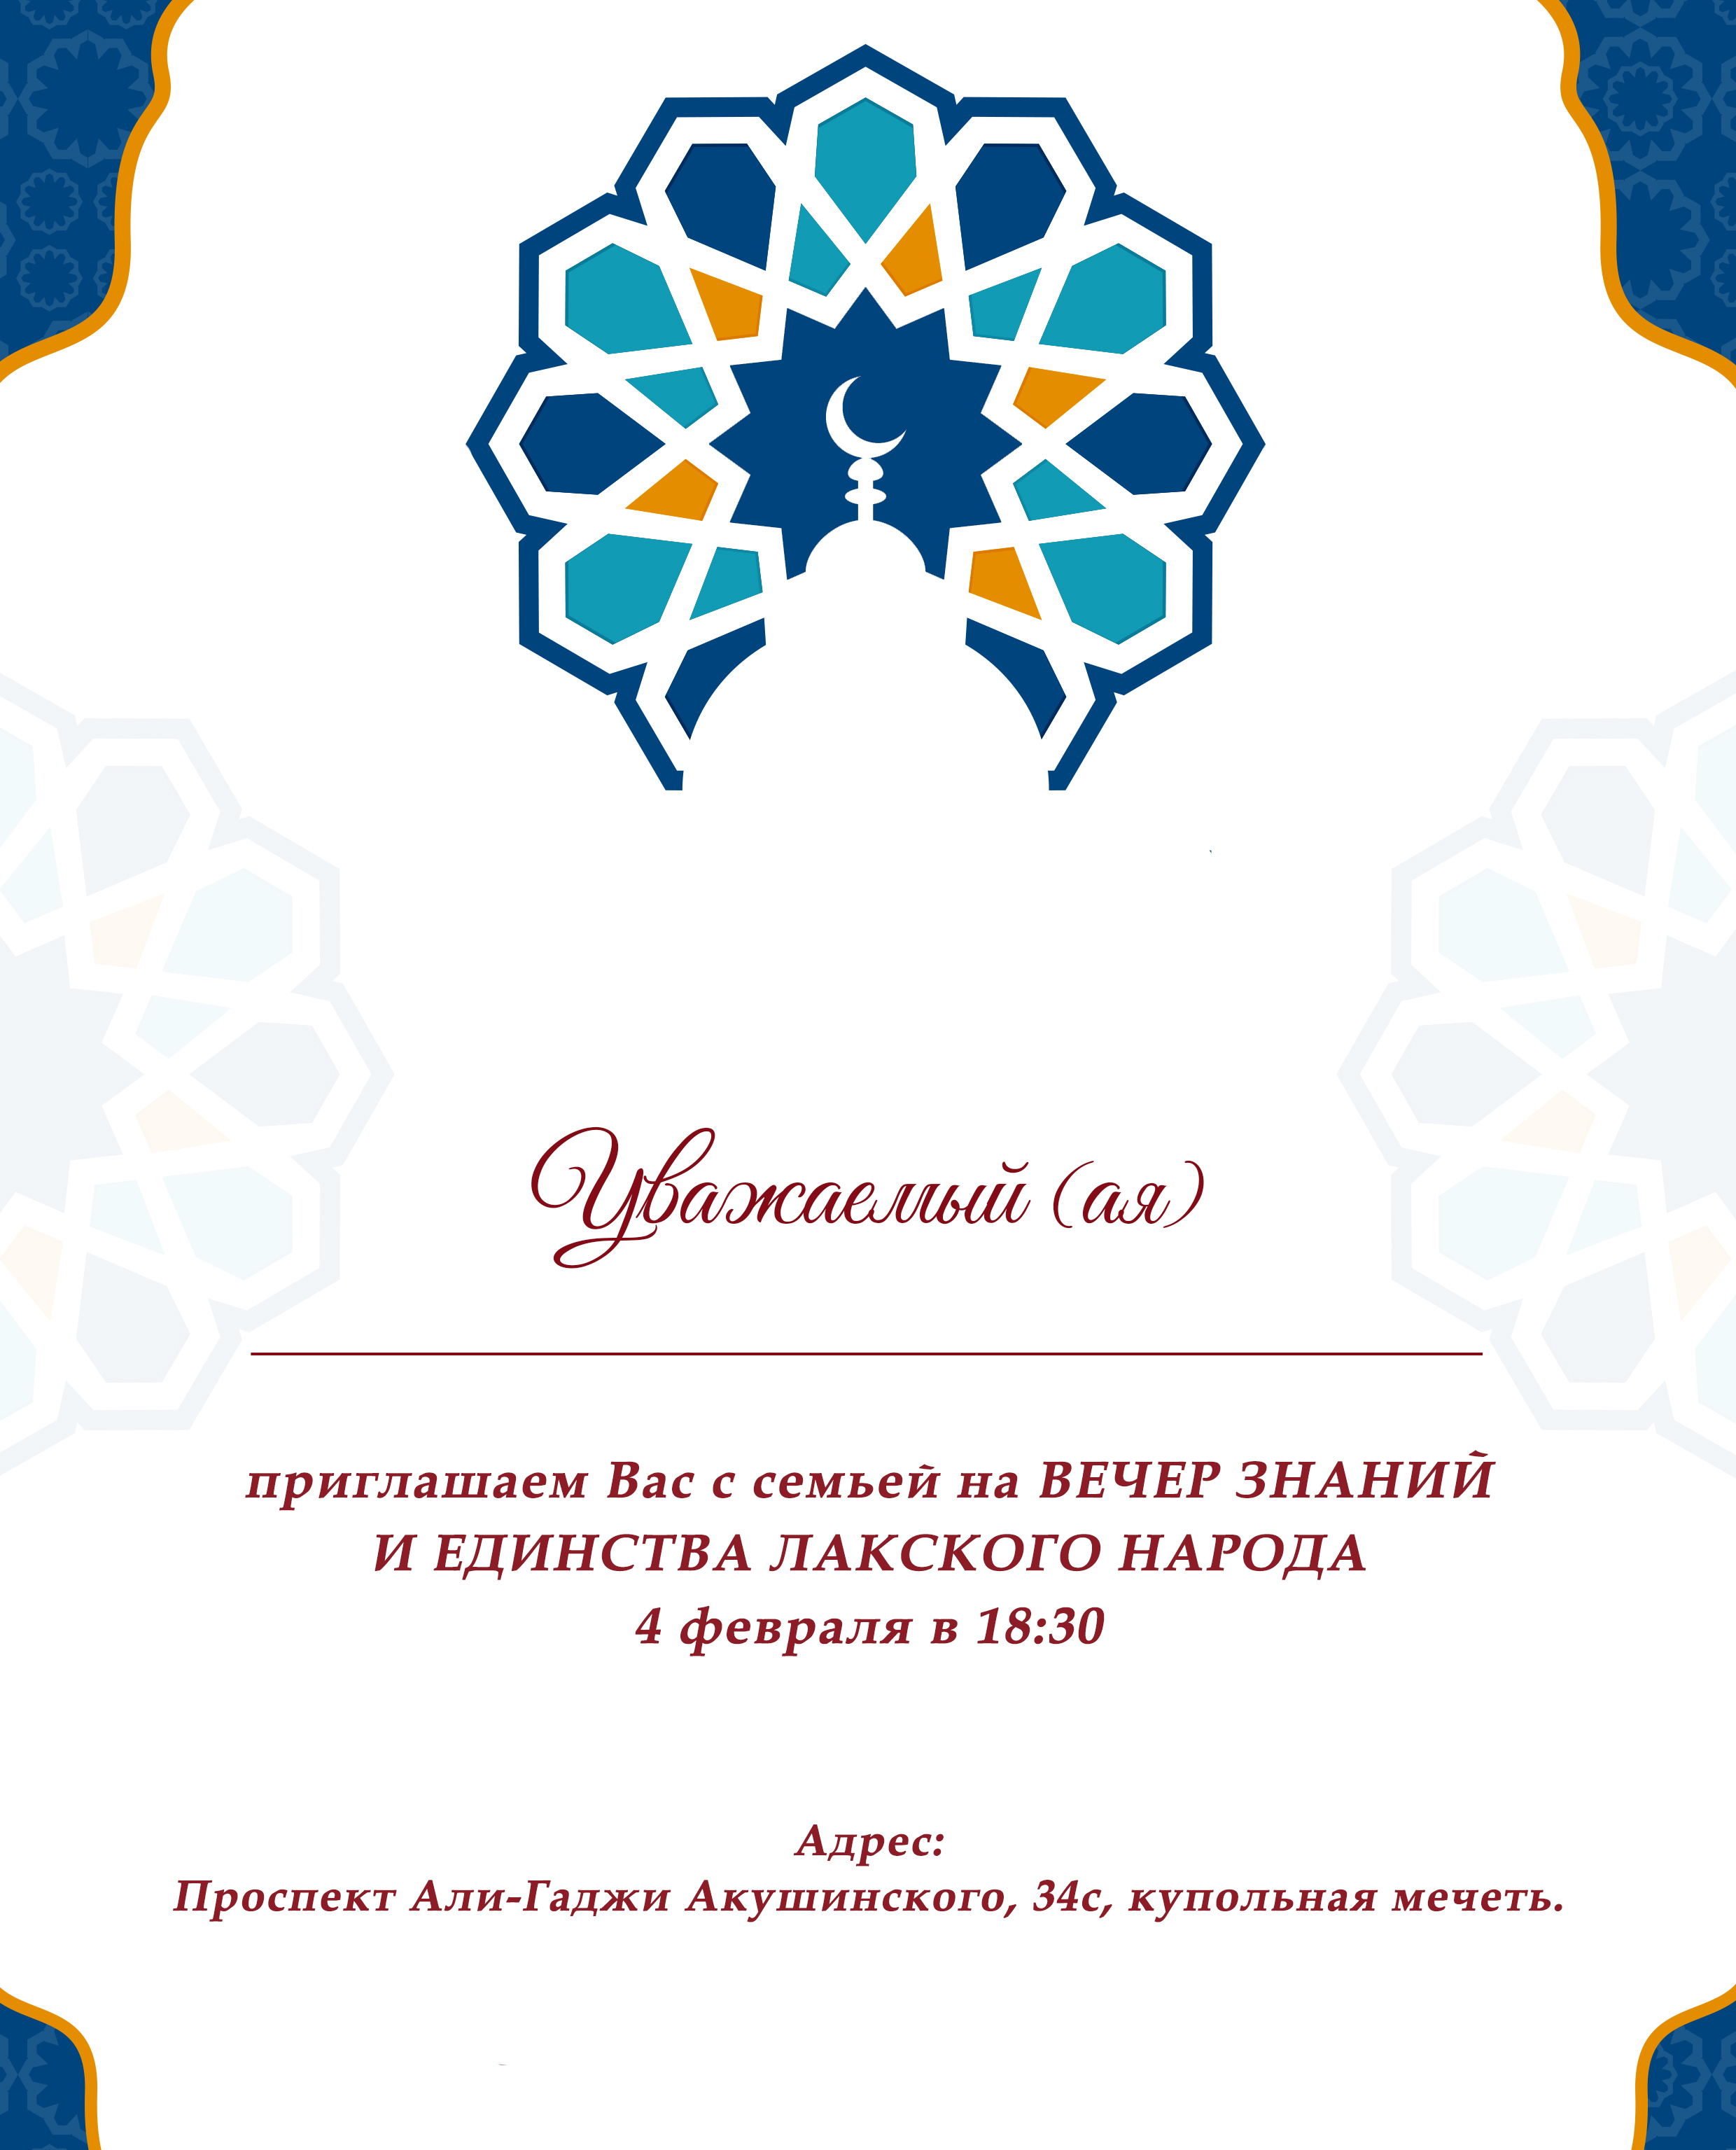 Уважаемый (ая)
приглашаем Вас с семьей на ВЕЧЕР ЗНАНИЙ
И ЕДИНСТВА ЛАКСКОГО НАРОДА
4 февраля в 18:30
Адрес:
Проспект Али-Гаджи Акушинского, 34с, купольная мечеть.